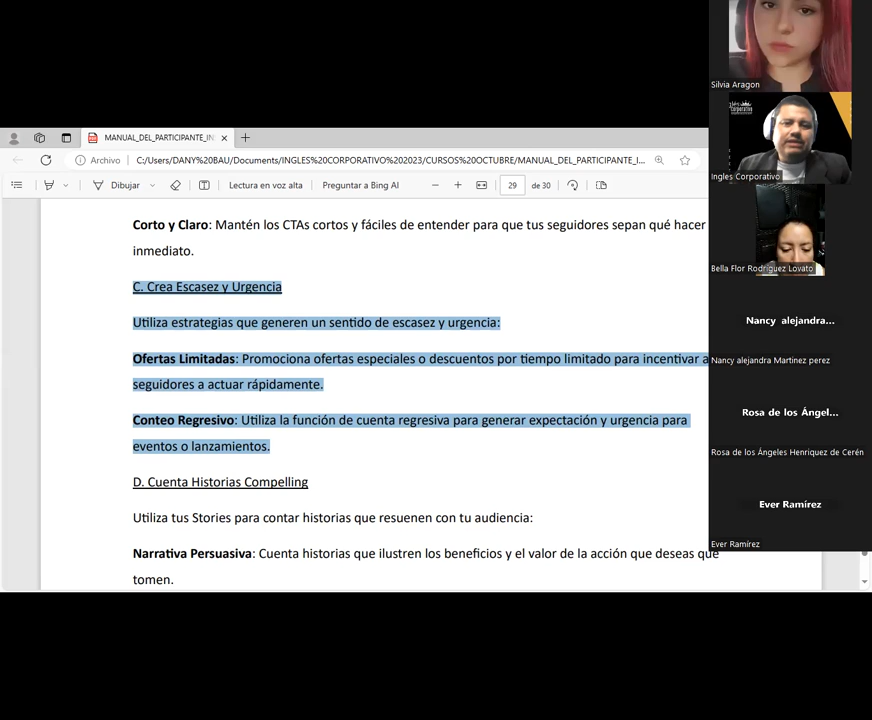 Silvia Aragon
MANUAL_DEL_PARTICIPANTE_IN
Archivo
C:/Users/DANY%20BAU/Documents/INGLES%20CORPORATIVO%202023/CURSOS%20OCTUBRE/MANUAL_DEL_PARTICIPANTE_I...
Dibujar
Lectura en voz alta
Preguntar a Bing AI
29
de 30
Corto y Claro: Mantén los CTAs cortos y fáciles de entender para que tus seguidores sepan qué hacer
inmediato.
C. Crea Escasez y Urgencia
Utiliza estrategias que generen un sentido de escasez y urgencia:
Ofertas Limitadas: Promociona ofertas especiales o descuentos por tiempo limitado para incentivar a
seguidores a actuar rápidamente.
Conteo Regresivo: Utiliza la función de cuenta regresiva para generar expectación y urgencia para
eventos o lanzamientos.
D. Cuenta Historias Compelling
Utiliza tus Stories para contar historias que resuenen con tu audiencia:
Narrativa Persuasiva: Cuenta historias que ilustren los beneficios y el valor de la acción que deseas que
tomen.
Ingles Corporativo
Bella Flor Rodriguez Lovato
Nancy alejandra...
Nancy alejandra Martinez perez
Rosa de los Ángel...
Rosa de los Ángeles Henriquez de Cerén
Ever Ramírez
Ever Ramírez